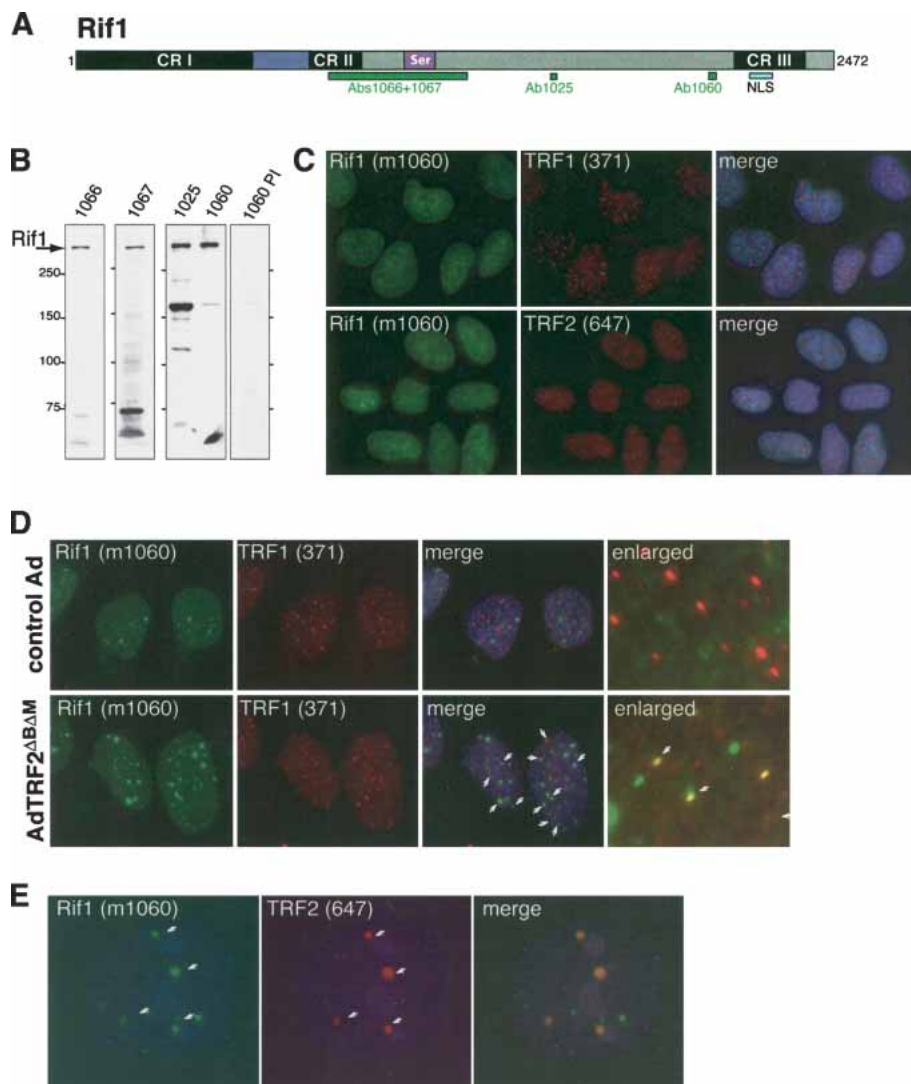 A
Rif1
1 CR I CR II Ser CR III 2472
Abs1066+1067 Ab1025 Ab1060 NLS
B
1066 1067 1025 1060 1060 PI
Rif1
250
150
100
75
C
Rif1 (m1060) TRF1 (371) merge
Rif1 (m1060) TRF2 (647) merge
D
control Ad
Rif1 (m1060) TRF1 (371) merge enlarged
AdTRF2ΔBΔM
Rif1 (m1060) TRF1 (371) merge enlarged
E
Rif1 (m1060) TRF2 (647) merge